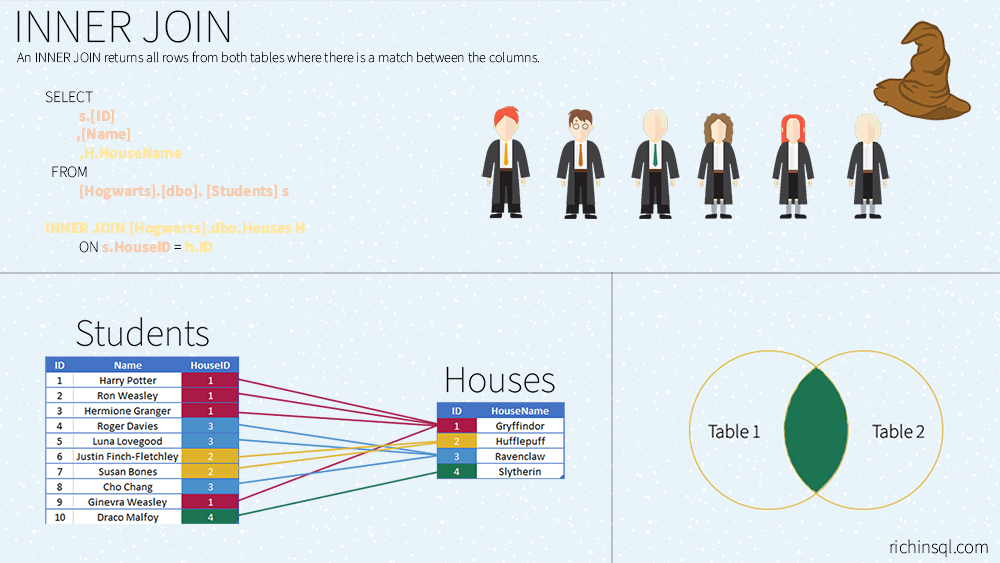 INNER JOIN
An INNER JOIN returns all rows from both tables where there is a match between the columns.
SELECT
s.[ID]
,[Name]
,H.HouseName
FROM
[Hogwarts].[dbo]. [Students] s
INNER JOIN [Hogwarts].dbo.Houses H
ON s.HouseID = h.ID
Students
ID Name HouseID
1 Harry Potter 1
2 Ron Weasley 1
3 Hermione Granger 1
4 Roger Davies 3
5 Luna Lovegood 3
6 Justin Finch-Fletchley 2
7 Susan Bones 2
8 Cho Chang 3
9 Ginevra Weasley 1
10 Draco Malfoy 4
Houses
ID HouseName
1 Gryffindor
2 Hufflepuff
3 Ravenclaw
4 Slytherin
Table 1 Table 2
richinsql.com